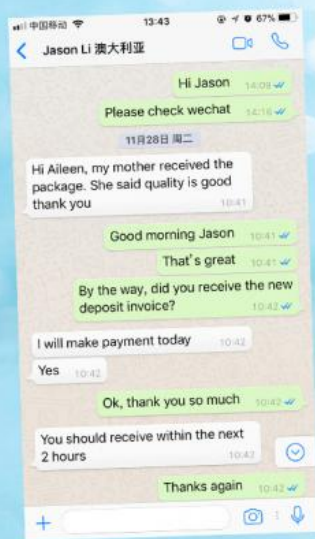 中国移动 13:43 67%
Jason Li 澳大利亚
Hi Jason 14:09
Please check wechat 14:16
11月28日 周二
Hi Aileen, my mother received the
package. She said quality is good
thank you 10:41
Good morning Jason 10:41
That's great 10:41
By the way, did you receive the new
deposit invoice? 10:42
I will make payment today 10:42
Yes 10:42
Ok, thank you so much 10:42
You should receive within the next
2 hours 10:42
Thanks again 10:42